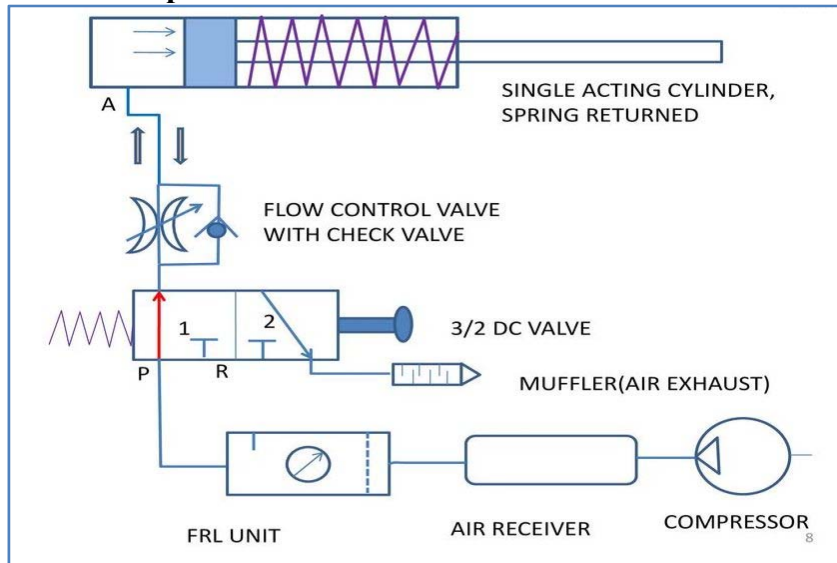 A
SINGLE ACTING CYLINDER,
SPRING RETURNED
FLOW CONTROL VALVE
WITH CHECK VALVE
1
2
3/2 DC VALVE
P
R
MUFFLER(AIR EXHAUST)
FRL UNIT
AIR RECEIVER
COMPRESSOR
8